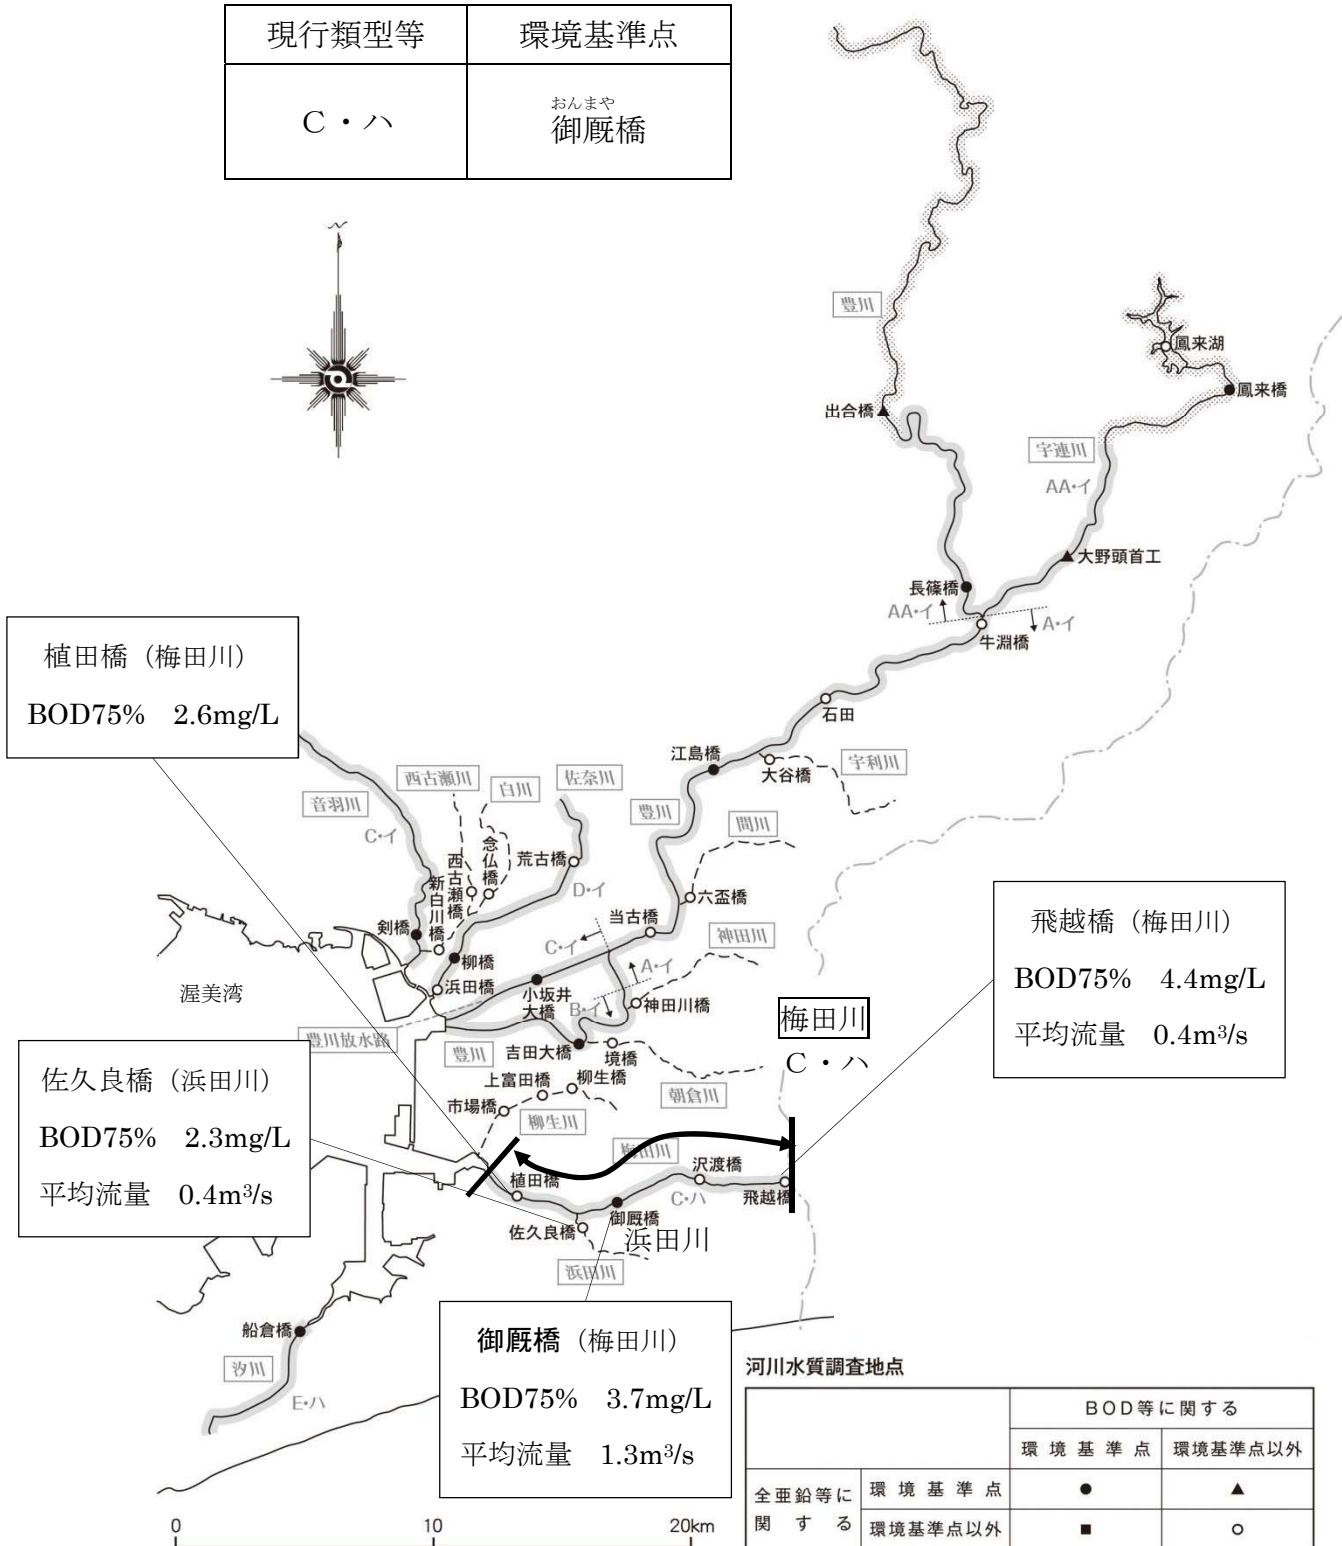 現行類型等 環境基準点
C・ハ
おんまや
御厩橋
豊川
鳳来湖
鳳来橋
出合橋
宇連川
AA・イ
大野頭首工
長篠橋
AA・イ
A・イ
牛淵橋
植田橋（梅田川）
BOD75% 2.6mg/L
石田
江島橋
大谷橋
宇利川
西古瀬川
白川
佐奈川
音羽川
C・イ
豊川
間川
念仏橋
西古瀬橋
新白川橋
荒古橋
D・イ
六盃橋
剣橋
当古橋
神田川
C・イ
柳橋
A・イ
浜田橋
小坂井
大橋
B・イ
神田川橋
渥美湾
豊川放水路
豊川
吉田大橋
境橋
朝倉川
飛越橋（梅田川）
BOD75% 4.4mg/L
平均流量 0.4m³/s
梅田川
C・ハ
佐久良橋（浜田川）
BOD75% 2.3mg/L
平均流量 0.4m³/s
上富田橋
柳生橋
市場橋
柳生川
梅田川
沢渡橋
植田橋
C・ハ
飛越橋
御厩橋
佐久良橋
浜田川
浜田川
御厩橋（梅田川）
BOD75% 3.7mg/L
平均流量 1.3m³/s
船倉橋
汐川
E・ハ
河川水質調査地点
BOD等に関する
環境基準点 環境基準点以外
全亜鉛等に
関する
環境基準点 ● ▲
環境基準点以外 ■ ○
0 10 20km